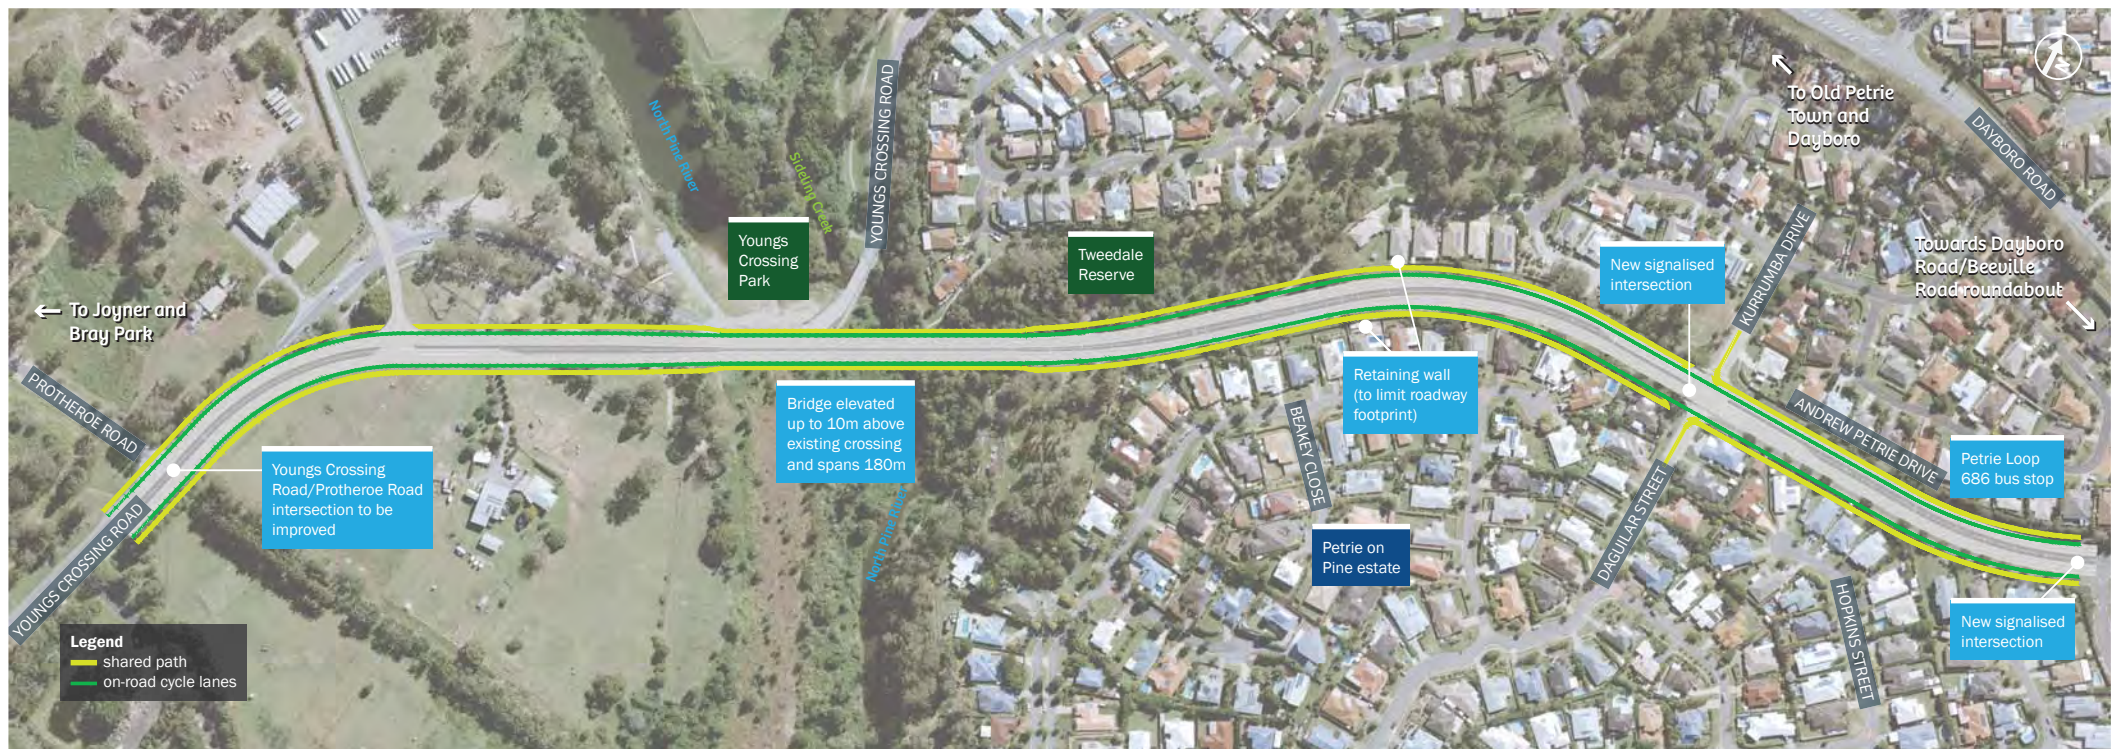 North Pine River
Sideling Creek
YOUNGS CROSSING ROAD
To Old Petrie
Town and
Dayboro
DAYBORO ROAD
Youngs
Crossing
Park
Tweedale
Reserve
New signalised
intersection
KURRUMBA DRIVE
Towards Dayboro
Road/Beeville
Road roundabout
To Joyner and
Bray Park
PROTHEROE ROAD
YOUNGS CROSSING ROAD
Youngs Crossing
Road/Protheroe Road
intersection to be
improved
Bridge elevated
up to 10m above
existing crossing
and spans 180m
North Pine River
Retaining wall
(to limit roadway
footprint)
BEAKEY CLOSE
Petrie on
Pine estate
DAGUILAR STREET
ANDREW PETRIE DRIVE
Petrie Loop
686 bus stop
HOPKINS STREET
New signalised
intersection
Legend
shared path
on-road cycle lanes
N